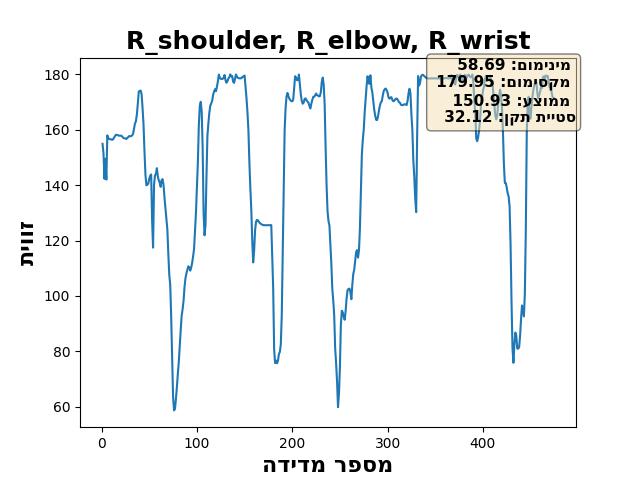 R_shoulder, R_elbow, R_wrist
מינימום: 58.69
מקסימום: 179.95
ממוצע: 150.93
סטיית תקן: 32.12
זווית
180
160
140
120
100
80
60
0 100 200 300 400
מספר מדידה